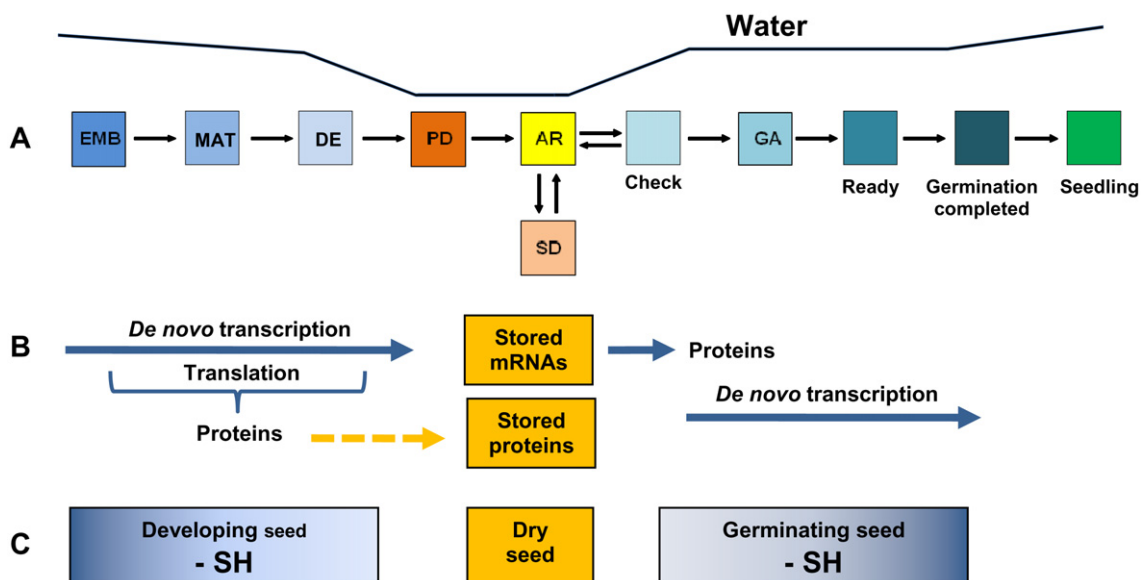 Water
A
EMB
MAT
DE
PD
AR
GA
Check
Ready
Germination
completed
Seedling
SD
B
De novo transcription
Translation
Proteins
Stored
mRNAs
Proteins
Stored
proteins
De novo transcription
C
Developing seed
- SH
Dry
seed
Germinating seed
- SH